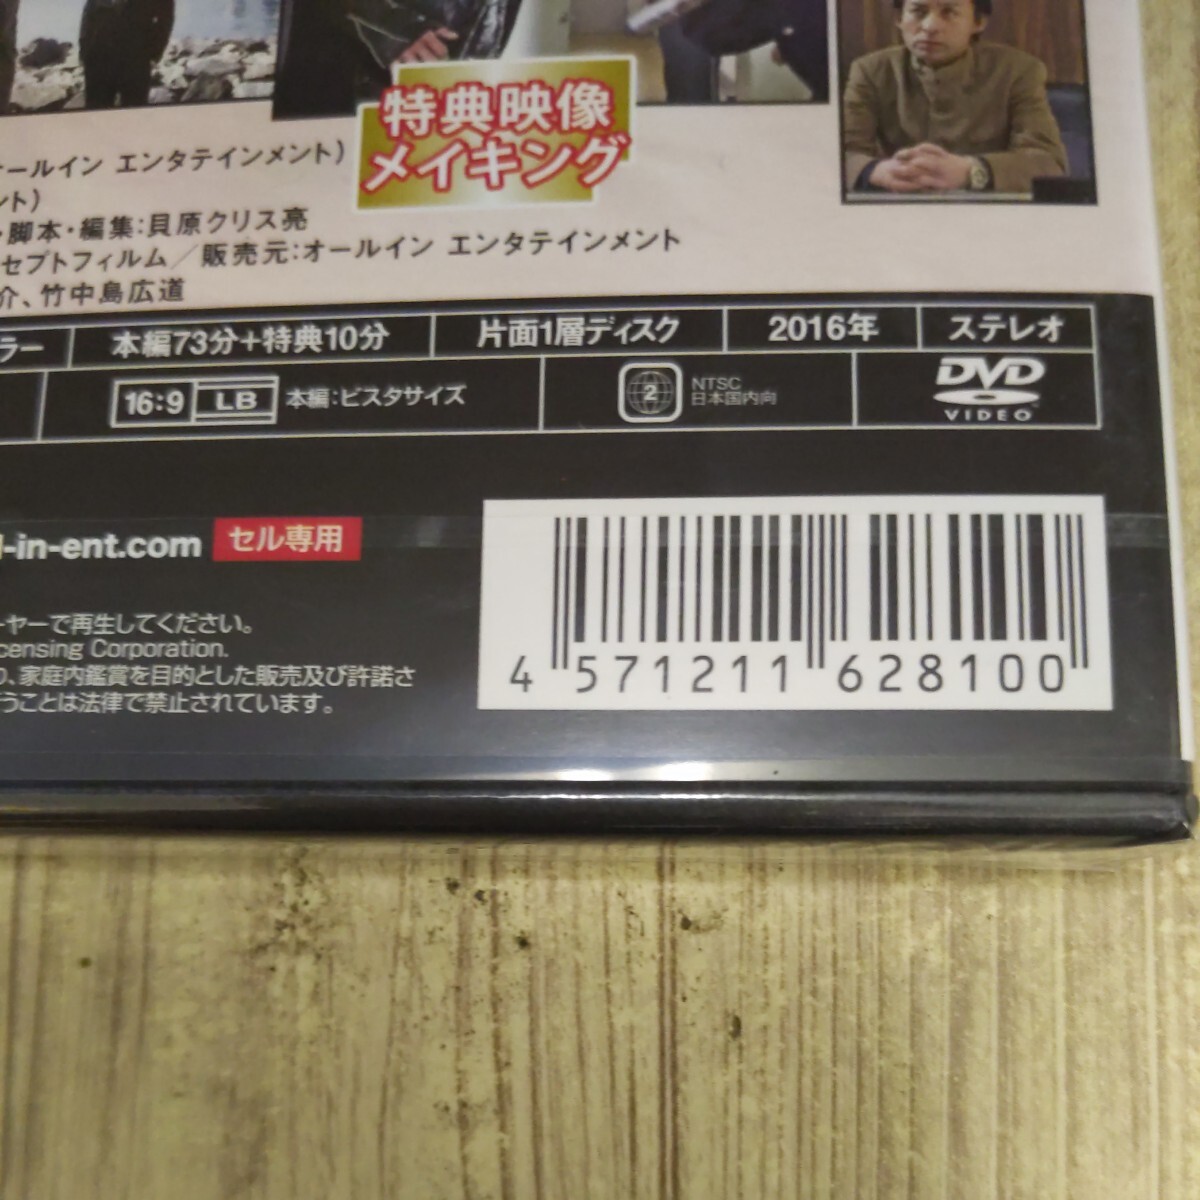 特典映像
メイキング
ールイン エンタテインメント)
ント)
・脚本・編集:貝原クリス亮
セプトフィルム／販売元:オールイン エンタテインメント
介、竹中島広道
ラー 本編73分+特典10分 片面1層ディスク 2016年 ステレオ
16:9 LB 本編:ビスタサイズ 2 NTSC 日本国内向 DVD VIDEO
l-in-ent.com セル専用
ーヤーで再生してください。
censing Corporation.
り、家庭内鑑賞を目的とした販売及び許諾さ
うことは法律で禁止されています。
4 571211 628100